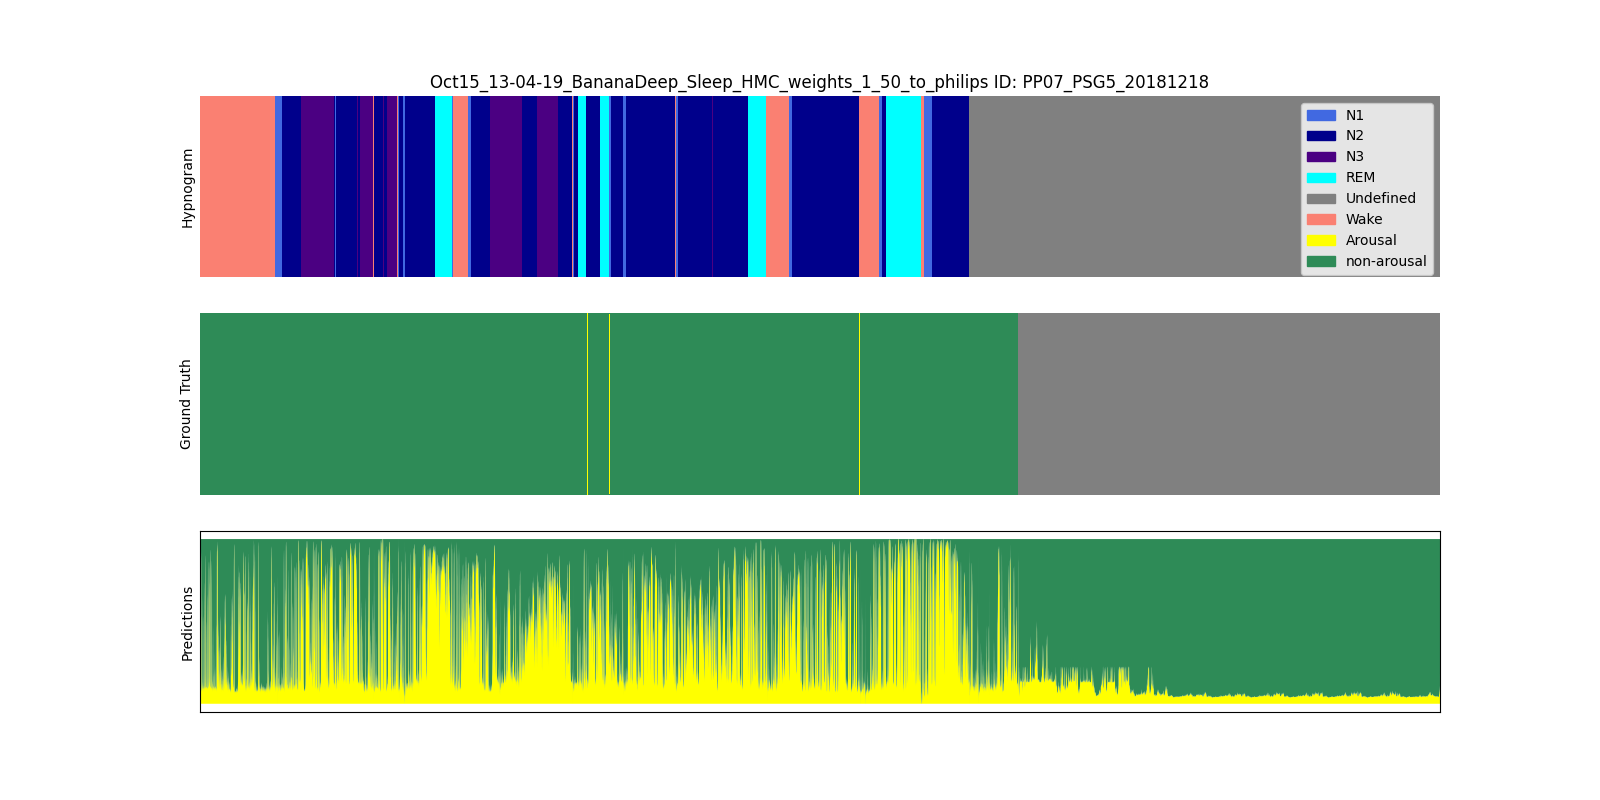 Oct15_13-04-19_BananaDeep_Sleep_HMC_weights_1_50_to_philips ID: PP07_PSG5_20181218
Hypnogram
N1
N2
N3
REM
Undefined
Wake
Arousal
non-arousal
Ground Truth
Predictions